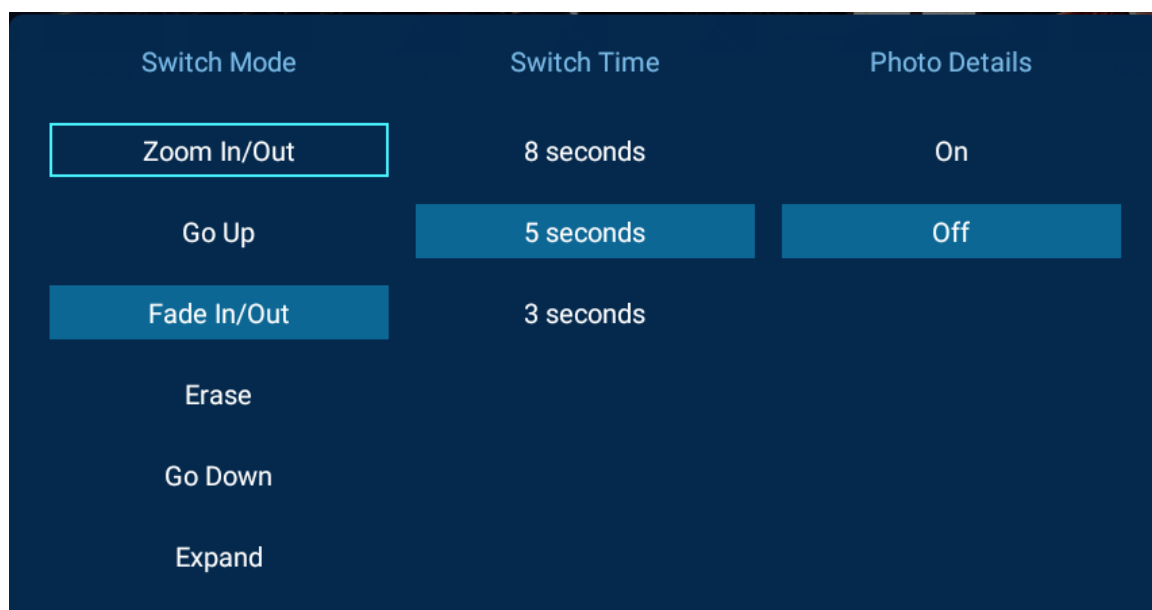 Switch Mode Switch Time Photo Details
Zoom In/Out 8 seconds On
Go Up 5 seconds Off
Fade In/Out 3 seconds
Erase
Go Down
Expand